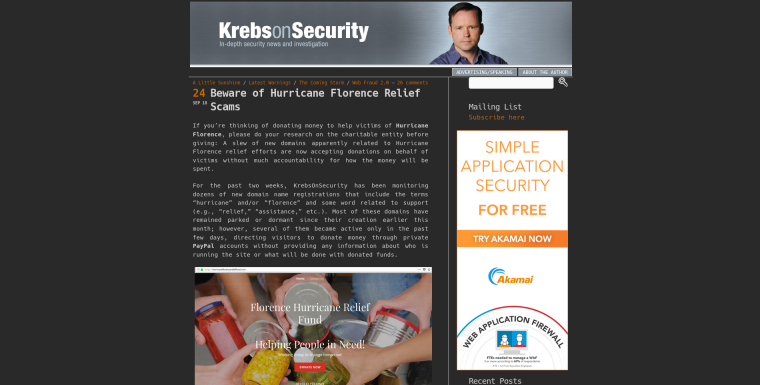 KrebsonSecurity
In-depth security news and investigation
ADVERTISING/SPEAKING
ABOUT THE AUTHOR
A Little Sunshine / Latest Warnings / The Coming Storm / Web Fraud 2.0 —
comments
24
SEP 18
Beware of Hurricane Florence Relief
Scams
If you're thinking of donating money to help victims of Hurricane
Florence, please do your research on the charitable entity before
giving: A slew of new domains apparently related to Hurricane
Florence relief efforts are now accepting donations on behalf of
victims without much accountability for how the money will be
spent.
For the past two weeks, KrebsOnSecurity has been monitoring
dozens of new domain name registrations that include the terms
“hurricane” and/or “florence” and some word related to support
(e.g., “relief,” “assistance,” etc.). Most of these domains have
remained parked or dormant since their creation earlier this
month; however, several of them became active only in the past
few days, directing visitors to donate money through private
PayPal accounts without providing any information about who is
running the site or what will be done with donated funds.
Florence Hurricane Relief
Fund
Helping People in Need!
DONATE NOW
Mailing List
Subscribe here
SIMPLE
APPLICATION
SECURITY
FOR FREE
TRY AKAMAI NOW
Akamai
WEB APPLICATION FIREWALL
Recent Posts